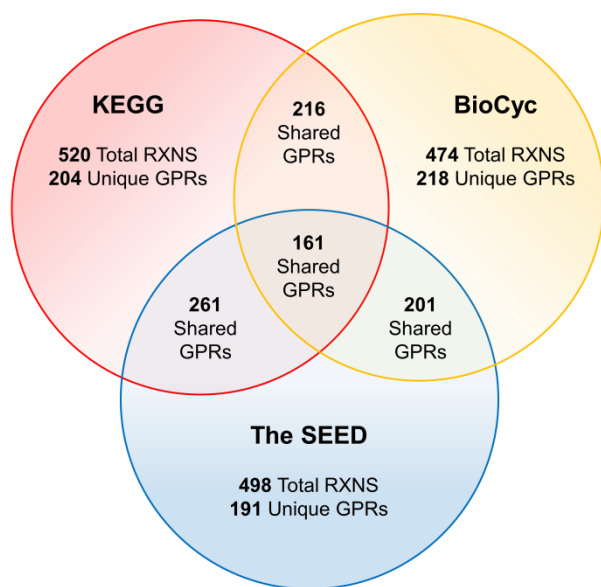 KEGG
520 Total RXNS
204 Unique GPRs
216
Shared
GPRs
BioCyc
474 Total RXNS
218 Unique GPRs
161
Shared
GPRs
261
Shared
GPRs
201
Shared
GPRs
The SEED
498 Total RXNS
191 Unique GPRs